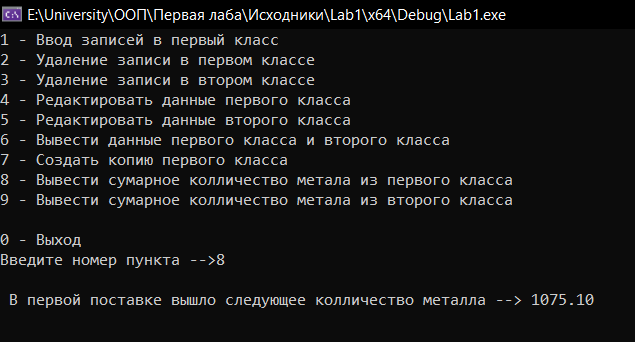 E:\University\ООП\Первая лаба\Исходники\Lab1\x64\Debug\Lab1.exe
1 - Ввод записей в первый класс
2 - Удаление записи в первом классе
3 - Удаление записи в втором классе
4 - Редактировать данные первого класса
5 - Редактировать данные второго класса
6 - Вывести данные первого класса и второго класса
7 - Создать копию первого класса
8 - Вывести сумарное колличество метала из первого класса
9 - Вывести сумарное колличество метала из второго класса
0 - Выход
Введите номер пункта -->8
В первой поставке вышло следующее колличество металла --> 1075.10